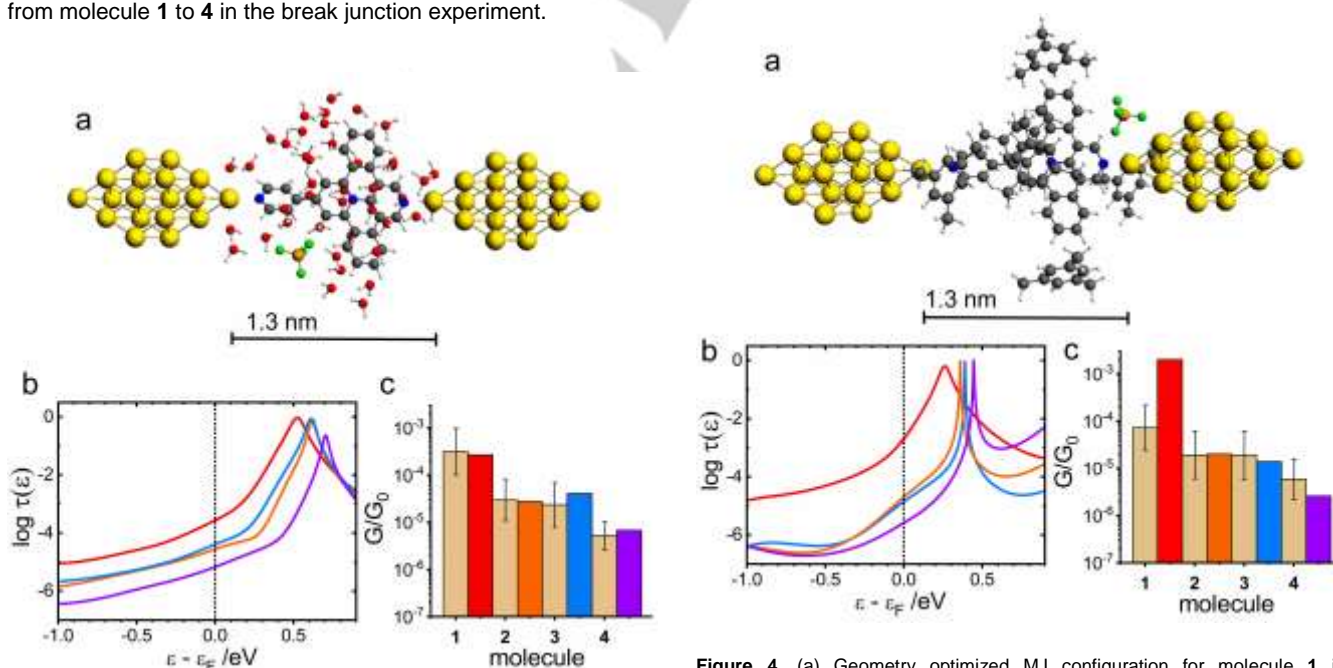 from molecule 1 to 4 in the break junction experiment.
a
1.3 nm
b
log τ(ε)
0
-2
-4
-6
-1.0 -0.5 0.0 0.5
ε - εF /eV
c
G/G0
10-3
10-4
10-5
10-6
10-7
1 2 3 4
molecule
a
1.3 nm
b
log τ(ε)
0
-2
-4
-6
-1.0 -0.5 0.0 0.5
ε - εF /eV
c
G/G0
10-3
10-4
10-5
10-6
10-7
1 2 3 4
molecule
Figure 4. (a) Geometry optimized MJ configuration for molecule 1